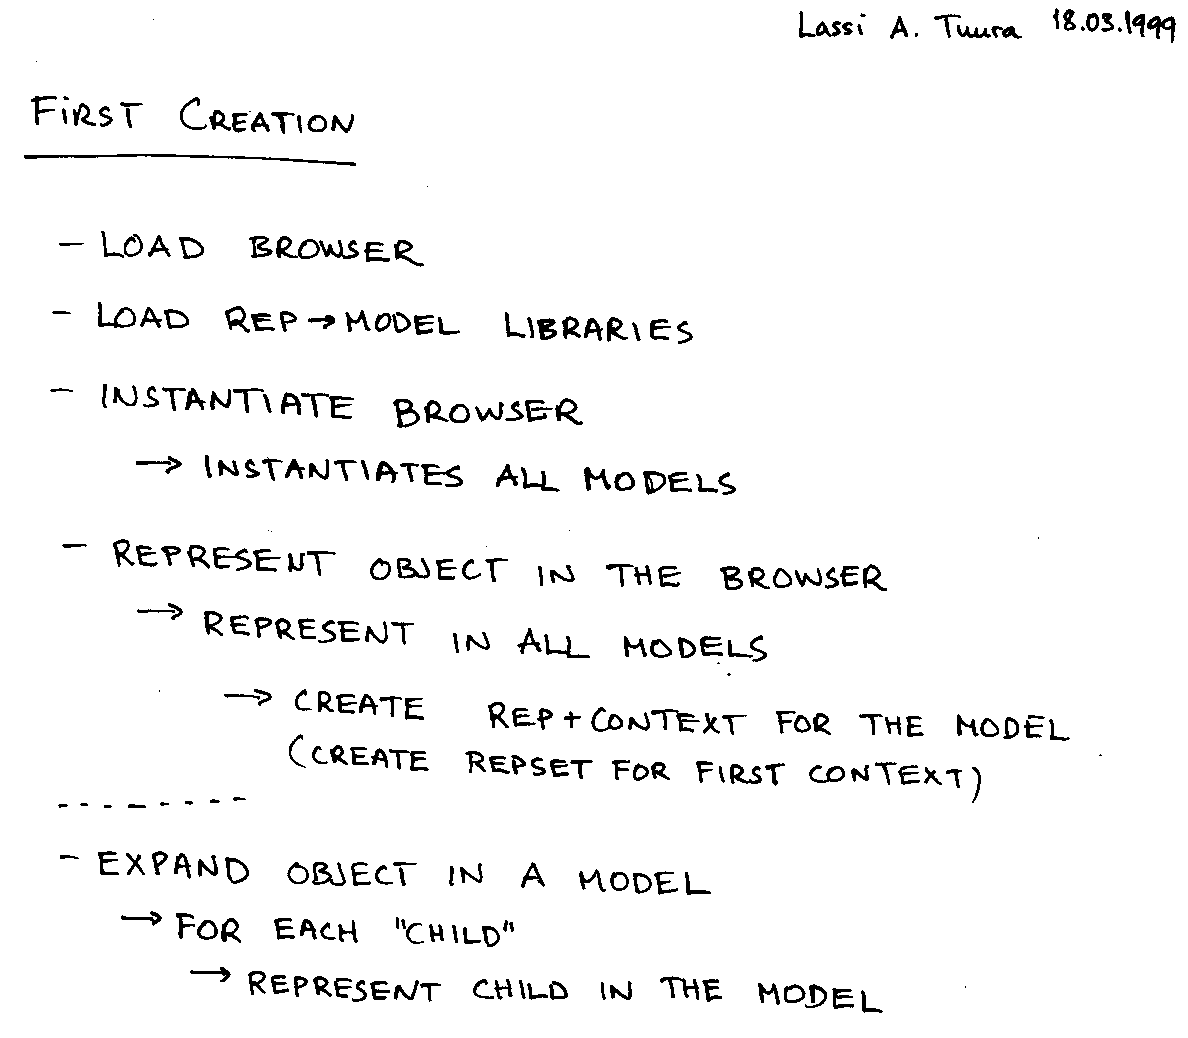 Lassi A. Tuura 18.03.1999
FiRST CREATION
- LOAD BROWSER
- LOAD REP→MODEL LIBRARIES
- INSTANTIATE BROWSER
→ INSTANTIATES ALL MODELS
- REPRESENT OBJECT IN THE BROWSER
→ REPRESENT IN ALL MODELS
→ CREATE REP+CONTEXT FOR THE MODEL
(CREATE REPSET FOR FIRST CONTEXT)
---------
- EXPAND OBJECT IN A MODEL
→ FOR EACH "CHILD"
→ REPRESENT CHILD IN THE MODEL